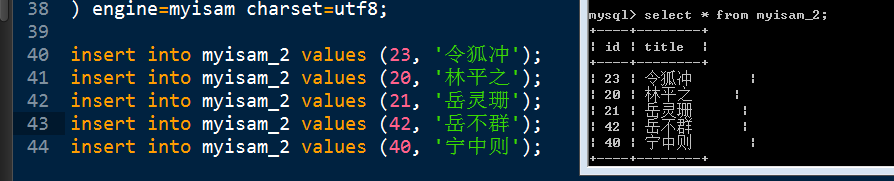 38 ) engine=myisam charset=utf8;
40 insert into myisam_2 values (23, '令狐冲');
41 insert into myisam_2 values (20, '林平之');
42 insert into myisam_2 values (21, '岳灵珊');
43 insert into myisam_2 values (42, '岳不群');
44 insert into myisam_2 values (40, '宁中则');
mysql> select * from myisam_2;
+----+--------+
| id | title  |
+----+--------+
| 23 | 令狐冲 |
| 20 | 林平之 |
| 21 | 岳灵珊 |
| 42 | 岳不群 |
| 40 | 宁中则 |
+----+--------+